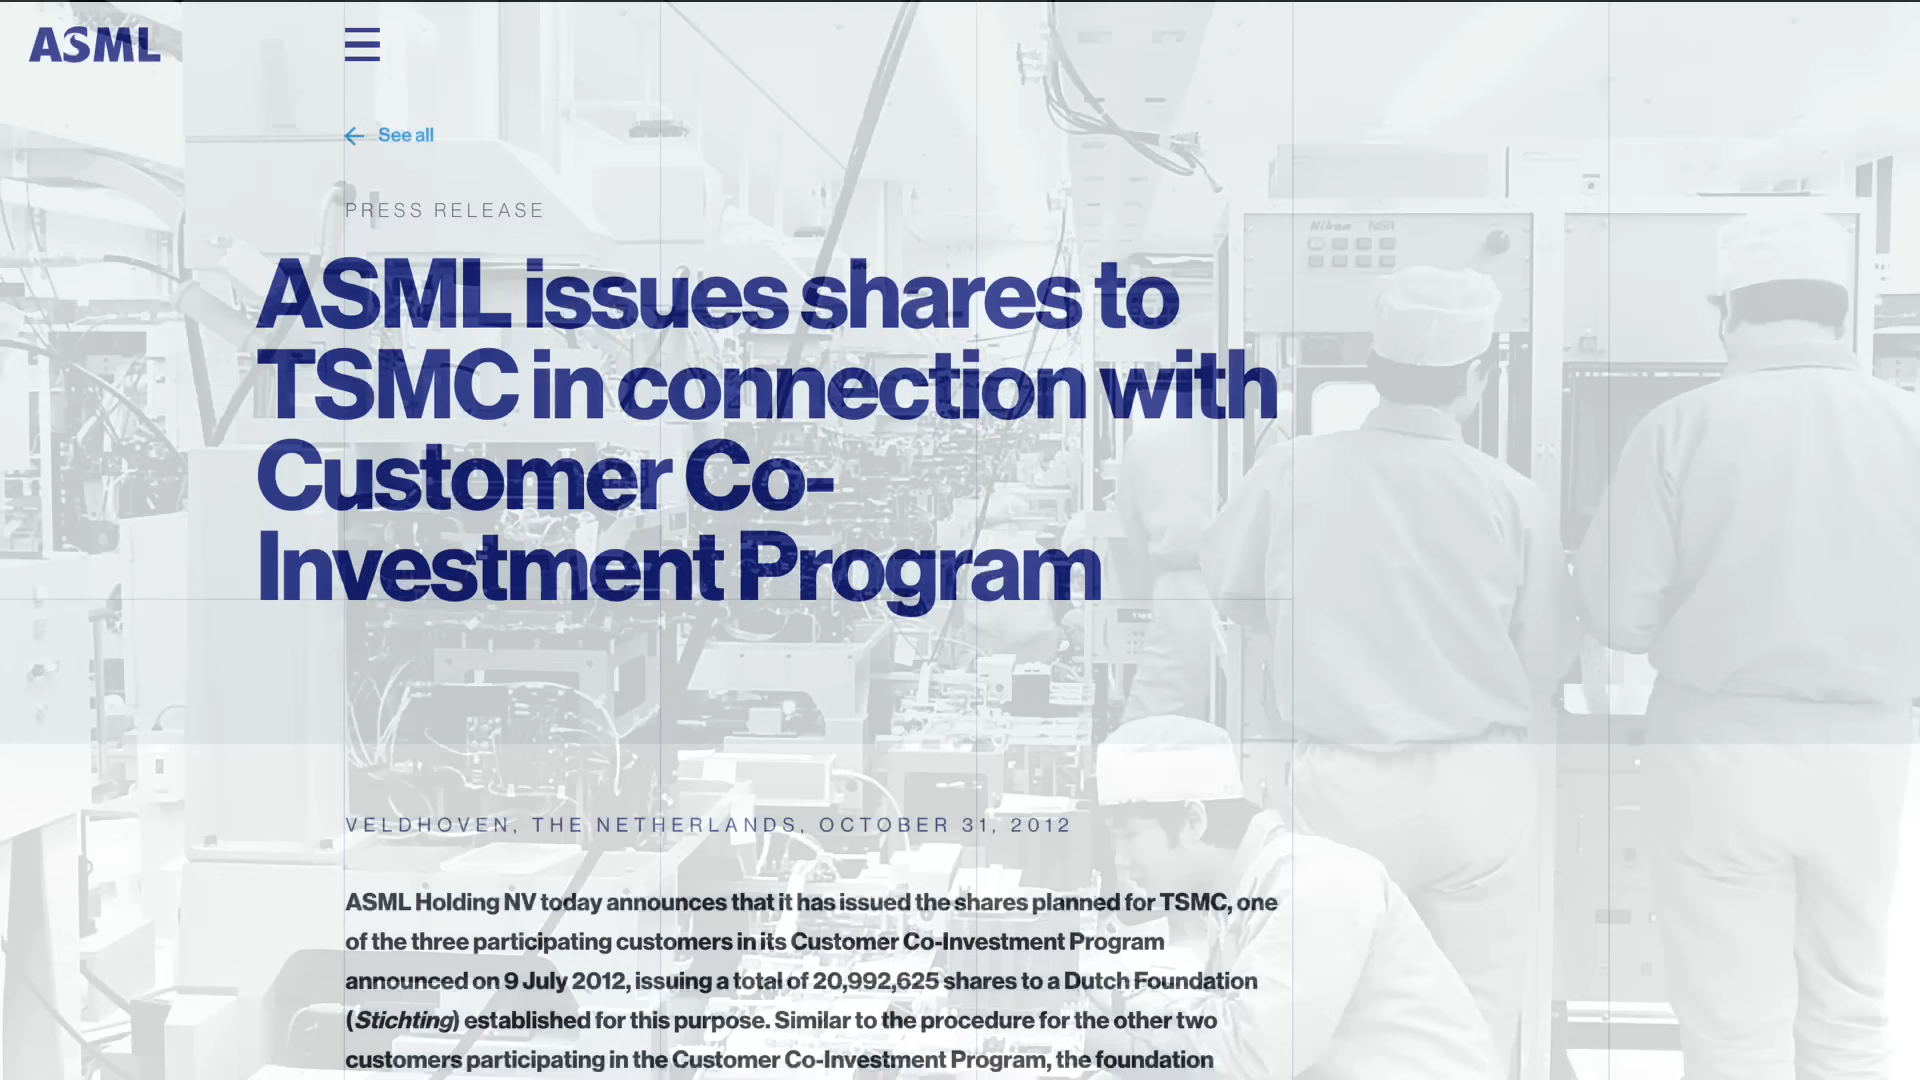 ASML
See all
PRESS RELEASE
Nikon NSR
ASML issues shares to
TSMC in connection with
Customer Co-
Investment Program
VELDHOVEN, THE NETHERLANDS, OCTOBER 31, 2012
ASML Holding NV today announces that it has issued the shares planned for TSMC, one
of the three participating customers in its Customer Co-Investment Program
announced on 9 July 2012, issuing a total of 20,992,625 shares to a Dutch Foundation
(Stichting) established for this purpose. Similar to the procedure for the other two
customers participating in the Customer Co-Investment Program, the foundation